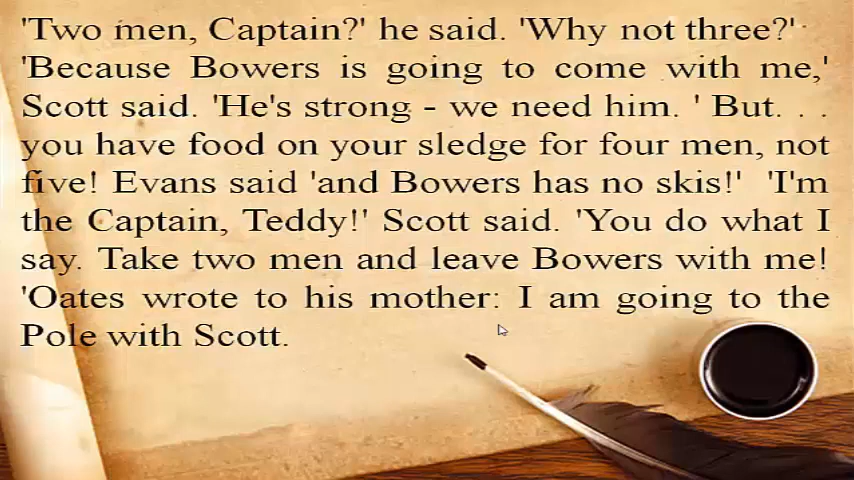 'Two men, Captain?' he said. 'Why not three?'
'Because Bowers is going to come with me,'
Scott said. 'He's strong - we need him. ' But. . .
you have food on your sledge for four men, not
five! Evans said 'and Bowers has no skis!' 'I'm
the Captain, Teddy!' Scott said. 'You do what I
say. Take two men and leave Bowers with me!
'Oates wrote to his mother: I am going to the
Pole with Scott.